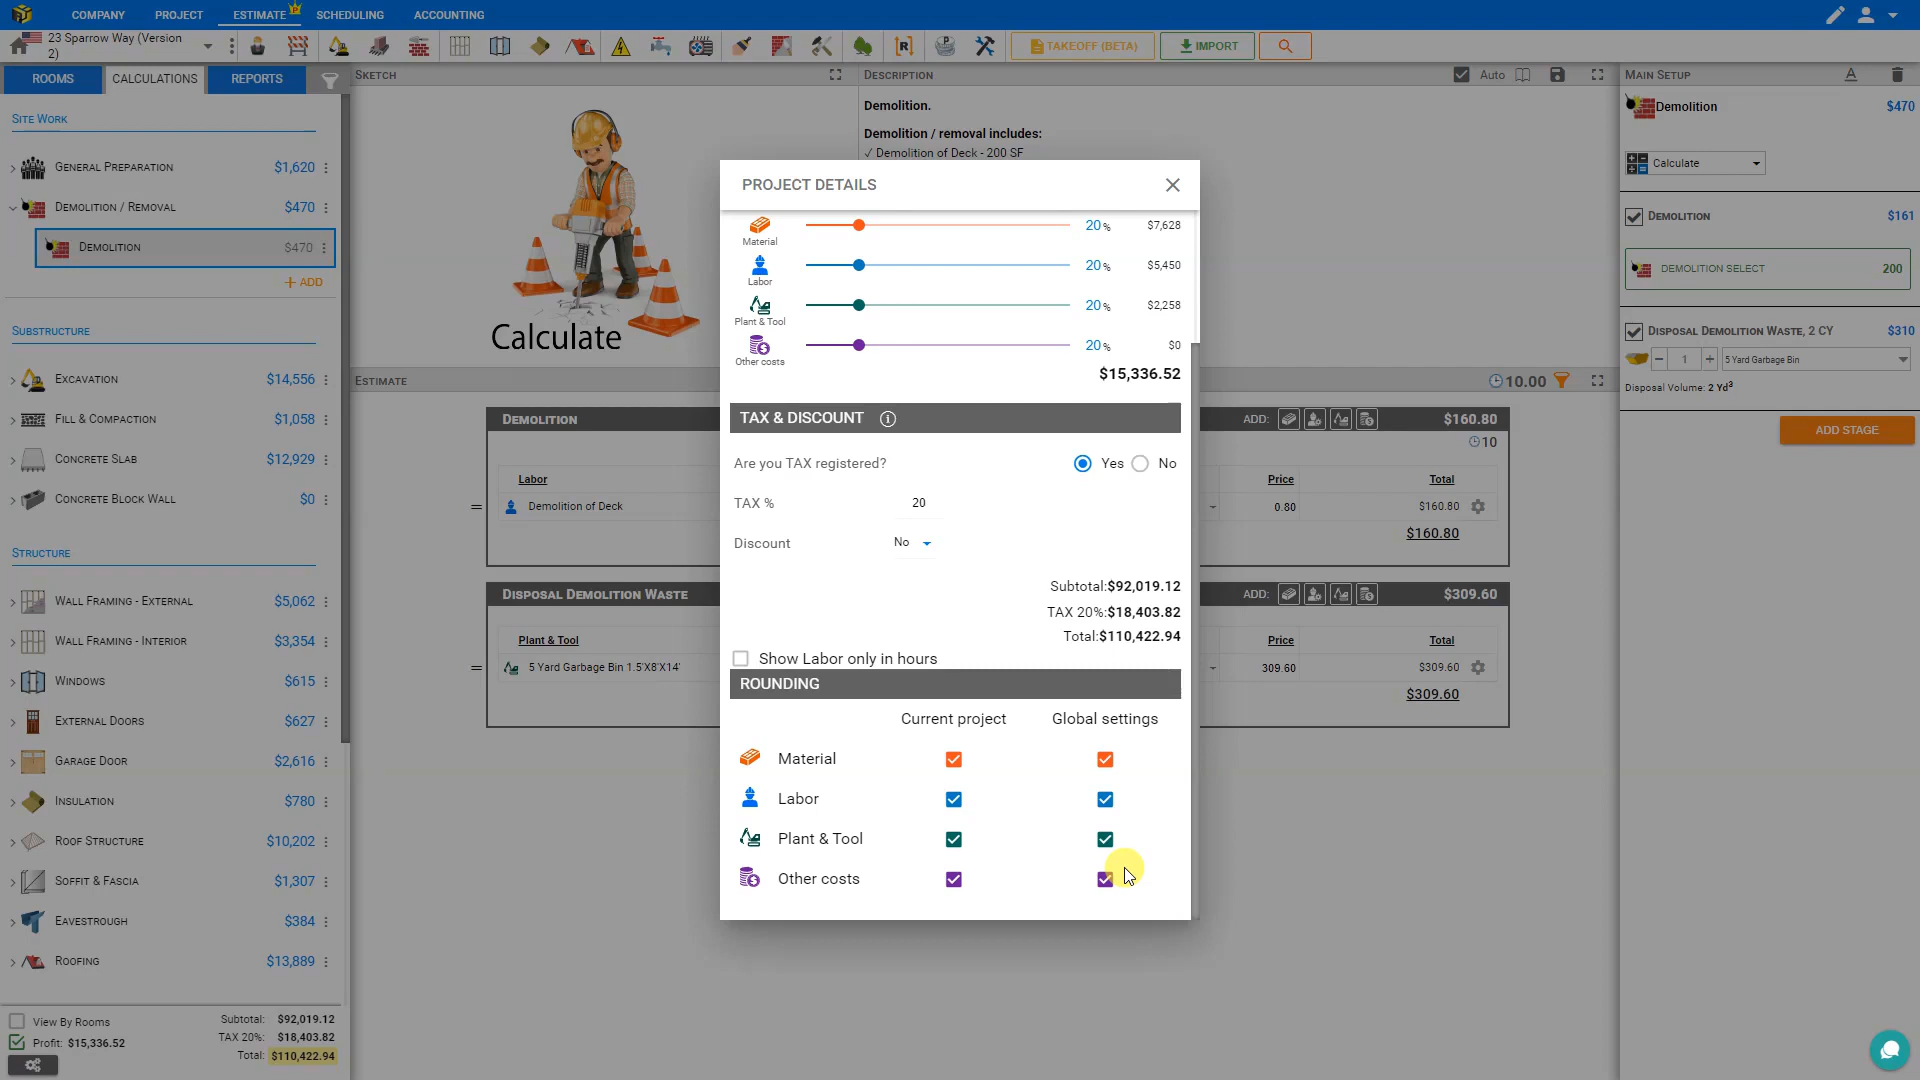 COMPANY PROJECT ESTIMATE P SCHEDULING ACCOUNTING
23 Sparrow Way (Version
2)
[R]
TAKEOFF (BETA) IMPORT
ROOMS CALCULATIONS REPORTS
SKETCH
DESCRIPTION
Auto
MAIN SETUP
SITE WORK
GENERAL PREPARATION $1,620
DEMOLITION / REMOVAL $470
DEMOLITION $470
ADD
SUBSTRUCTURE
EXCAVATION $14,556
FILL & COMPACTION $1,058
CONCRETE SLAB $12,929
CONCRETE BLOCK WALL $0
STRUCTURE
WALL FRAMING - EXTERNAL $5,062
WALL FRAMING - INTERIOR $3,354
WINDOWS $615
EXTERNAL DOORS $627
GARAGE DOOR $2,616
INSULATION $780
ROOF STRUCTURE $10,202
SOFFIT & FASCIA $1,307
EAVESTROUGH $384
ROOFING $13,889
View By Rooms
Profit: $15,336.52
Subtotal: $92,019.12
TAX 20%: $18,403.82
Total: $110,422.94
Calculate
Demolition.
Demolition / removal includes:
✓ Demolition of Deck - 200 SF
ESTIMATE
10.00
DEMOLITION
ADD: $160.80
10
Labor Price Total
= Demolition of Deck 0.80 $160.80
$160.80
DISPOSAL DEMOLITION WASTE
ADD: $309.60
Plant & Tool Price Total
= 5 Yard Garbage Bin 1.5'X8'X14' 309.60 $309.60
$309.60
PROJECT DETAILS
Material 20 % $7,628
Labor 20 % $5,450
Plant & Tool 20 % $2,258
Other costs 20 % $0
$15,336.52
TAX & DISCOUNT
Are you TAX registered? Yes No
TAX % 20
Discount No
Subtotal:$92,019.12
TAX 20%:$18,403.82
Total:$110,422.94
Show Labor only in hours
ROUNDING
Current project Global settings
Material
Labor
Plant & Tool
Other costs
Demolition $470
Calculate
DEMOLITION $161
DEMOLITION SELECT 200
DISPOSAL DEMOLITION WASTE, 2 CY $310
1 5 Yard Garbage Bin
Disposal Volume: 2 Yd³
ADD STAGE